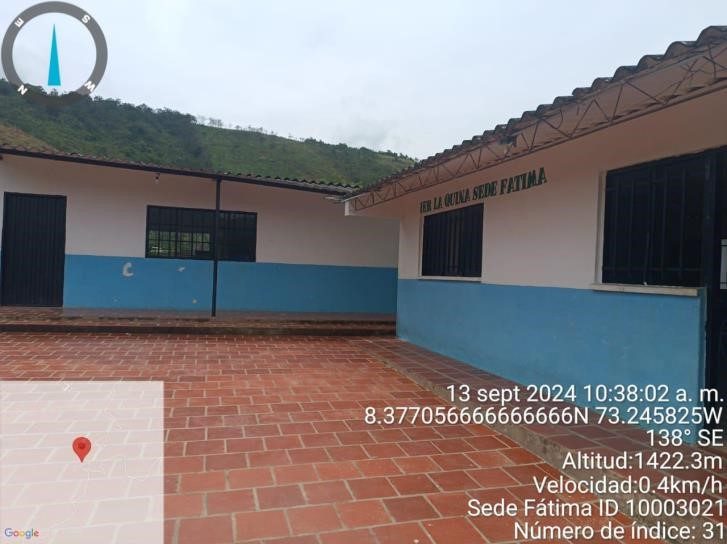 S
E
W
N
IER LA QUINA SEDE FATIMA
13 sept 2024 10:38:02 a. m.
8.377056666666666N 73.245825W
138° SE
Altitud:1422.3m
Velocidad:0.4km/h
Sede Fátima ID 10003021
Número de índice: 31
Google